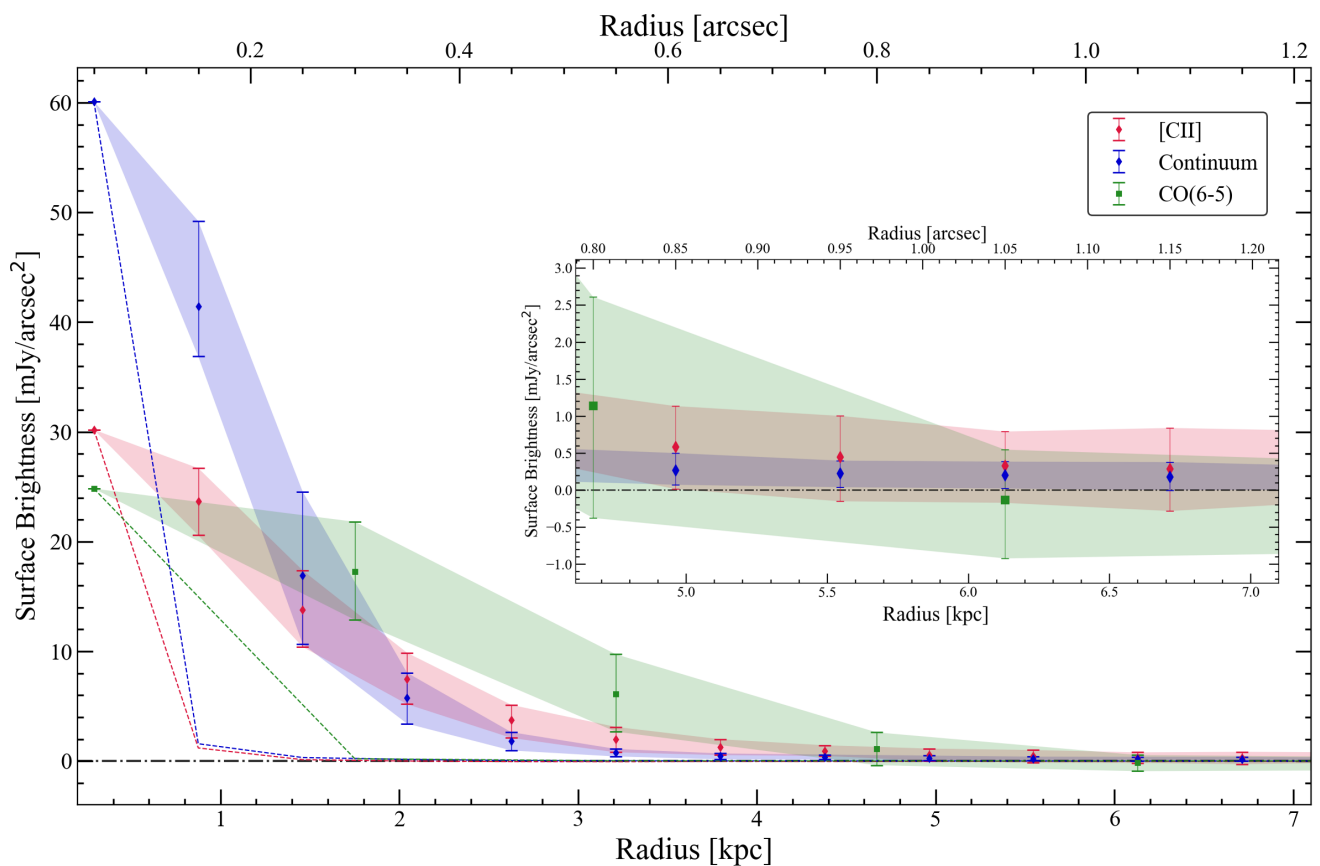 Radius [arcsec]
0.2 0.4 0.6 0.8 1.0 1.2
60
50
40
30
20
10
0
Surface Brightness [mJy/arcsec²]
[CII]
Continuum
CO(6-5)
Radius [arcsec]
0.80 0.85 0.90 0.95 1.00 1.05 1.10 1.15 1.20
3.0
2.5
2.0
1.5
1.0
0.5
0.0
−0.5
−1.0
Surface Brightness [mJy/arcsec²]
5.0 5.5 6.0 6.5 7.0
Radius [kpc]
1 2 3 4 5 6 7
Radius [kpc]